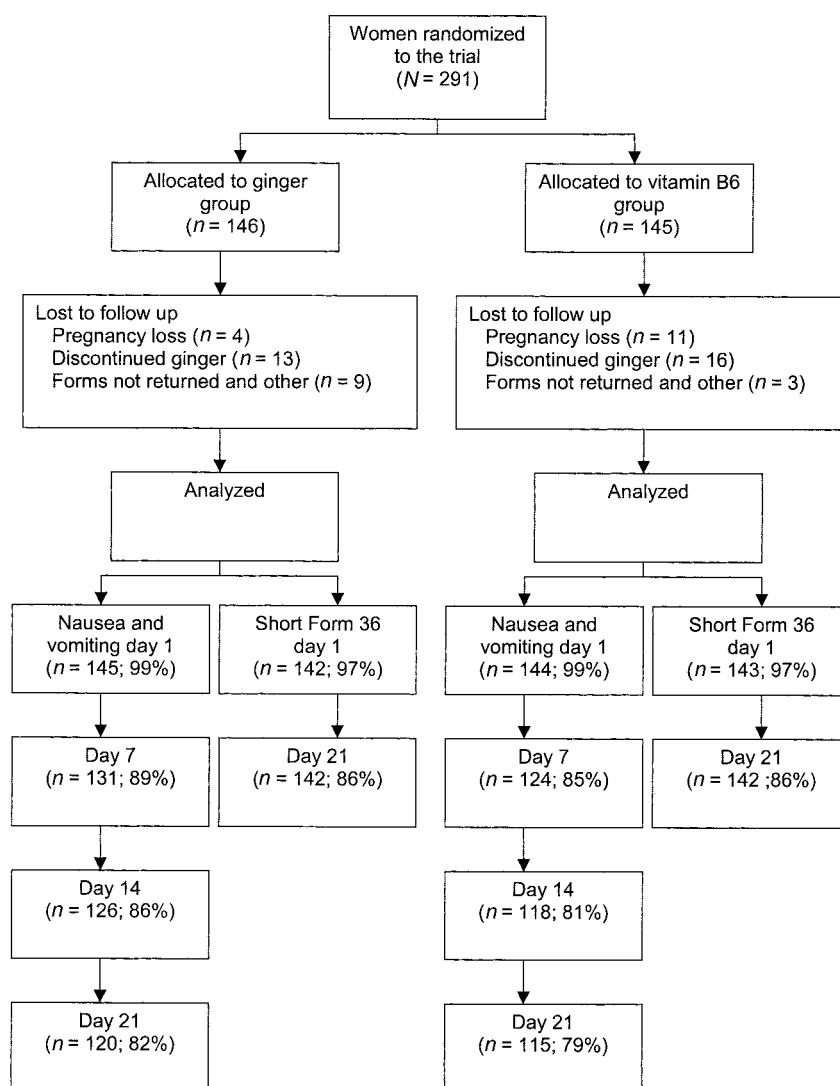 Women randomized
to the trial
(N = 291)
Allocated to ginger
group
(n = 146)
Allocated to vitamin B6
group
(n = 145)
Lost to follow up
Pregnancy loss (n = 4)
Discontinued ginger (n = 13)
Forms not returned and other (n = 9)
Lost to follow up
Pregnancy loss (n = 11)
Discontinued ginger (n = 16)
Forms not returned and other (n = 3)
Analyzed
Analyzed
Nausea and
vomiting day 1
(n = 145; 99%)
Short Form 36
day 1
(n = 142; 97%)
Nausea and
vomiting day 1
(n = 144; 99%)
Short Form 36
day 1
(n = 143; 97%)
Day 7
(n = 131; 89%)
Day 21
(n = 142; 86%)
Day 7
(n = 124; 85%)
Day 21
(n = 142 ;86%)
Day 14
(n = 126; 86%)
Day 14
(n = 118; 81%)
Day 21
(n = 120; 82%)
Day 21
(n = 115; 79%)